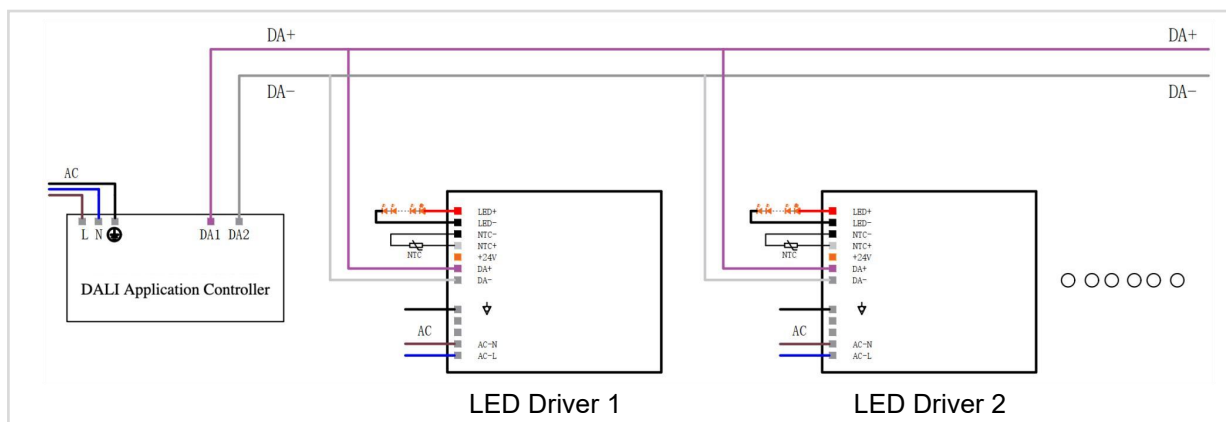 DA+ DA+
DA- DA-
AC
L N DA1 DA2
DALI Application Controller
LED+
LED-
NTC-
NTC+
NTC
+24V
DA+
DA-
AC
AC-N
AC-L
LED Driver 1
LED+
LED-
NTC-
NTC+
NTC
+24V
DA+
DA-
AC
AC-N
AC-L
LED Driver 2